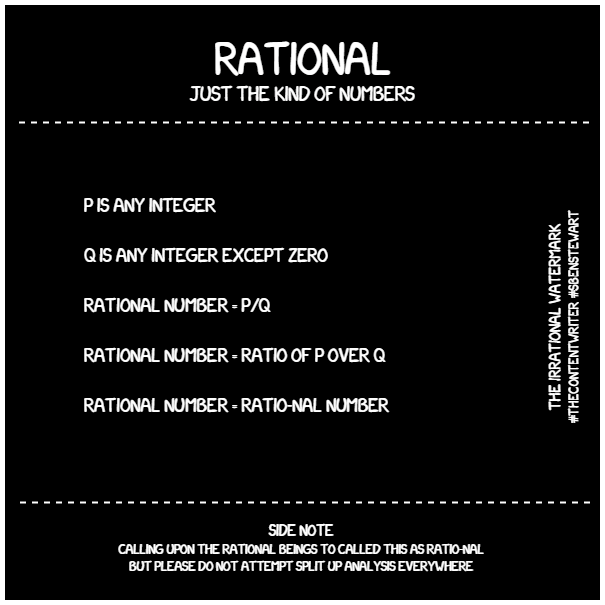 RATIONAL
JUST THE KIND OF NUMBERS
P IS ANY INTEGER
Q IS ANY INTEGER EXCEPT ZERO
RATIONAL NUMBER = P/Q
RATIONAL NUMBER = RATIO OF P OVER Q
RATIONAL NUMBER = RATIO-NAL NUMBER
THE IRRATIONAL WATERMARK
#THECONTENTWRITER #SBENSTEWART
SIDE NOTE
CALLING UPON THE RATIONAL BEINGS TO CALLED THIS AS RATIO-NAL
BUT PLEASE DO NOT ATTEMPT SPLIT UP ANALYSIS EVERYWHERE